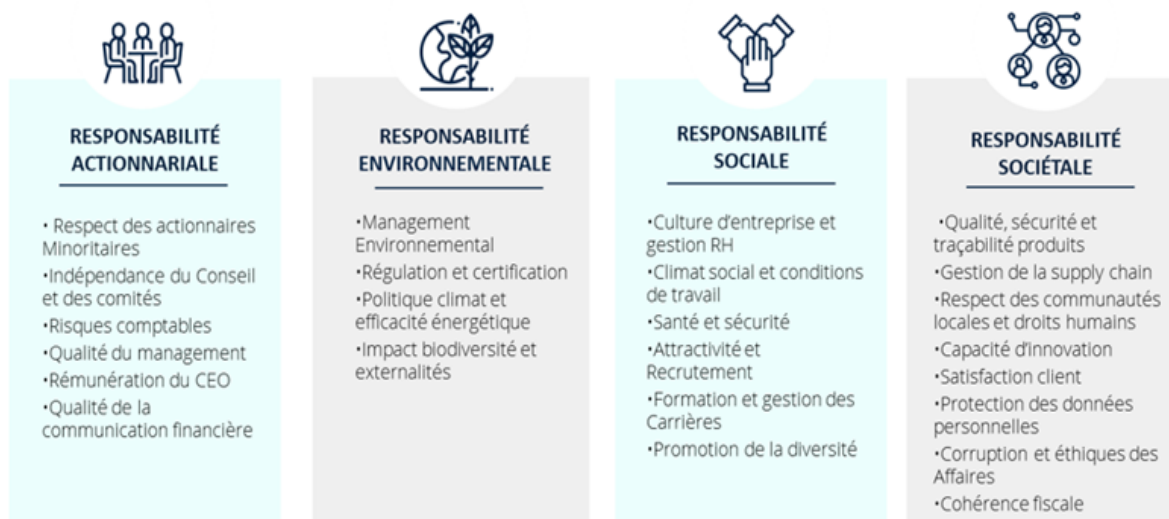 RESPONSABILITÉ
ACTIONNARIALE
• Respect des actionnaires
Minoritaires
•Indépendance du Conseil
et des comités
•Risques comptables
•Qualité du management
•Rémunération du CEO
•Qualité de la
communication financière
RESPONSABILITÉ
ENVIRONNEMENTALE
•Management
Environnemental
•Régulation et certification
•Politique climat et
efficacité énergétique
•Impact biodiversité et
externalités
RESPONSABILITÉ
SOCIALE
•Culture d’entreprise et
gestion RH
•Climat social et conditions
de travail
•Santé et sécurité
•Attractivité et
Recrutement
•Formation et gestion des
Carrières
•Promotion de la diversité
RESPONSABILITÉ
SOCIÉTALE
•Qualité, sécurité et
traçabilité produits
•Gestion de la supply chain
•Respect des communautés
locales et droits humains
•Capacité d’innovation
•Satisfaction client
•Protection des données
personnelles
•Corruption et éthiques des
Affaires
•Cohérence fiscale